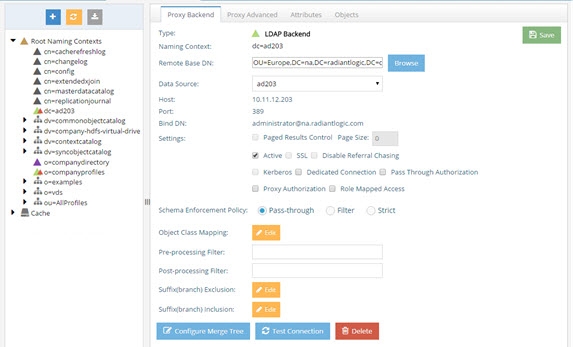 Root Naming Contexts
cn=cacherefreshlog
cn=changelog
cn=config
cn=extendedxjoin
cn=masterdatacatalog
cn=replicationjournal
dc=ad203
dv=commonobjectcatalog
dv=company-hdfs-virtual-drive
dv=contextcatalog
dv=syncobjectcatalog
o=companydirectory
o=companyprofiles
o=examples
o=vds
ou=AllProfiles
Cache
Proxy Backend Proxy Advanced Attributes Objects
Type: LDAP Backend
Save
Naming Context: dc=ad203
Remote Base DN: OU=Europe,DC=na,DC=radiantlogic,DC=c Browse
Data Source: ad203
Host: 10.11.12.203
Port: 389
Bind DN: administrator@na.radiantlogic.com
Settings: Paged Results Control Page Size: 0
Active SSL Disable Referral Chasing
Kerberos Dedicated Connection Pass Through Authorization
Proxy Authorization Role Mapped Access
Schema Enforcement Policy: Pass-through Filter Strict
Object Class Mapping: Edit
Pre-processing Filter:
Post-processing Filter:
Suffix(branch) Exclusion: Edit
Suffix(branch) Inclusion: Edit
Configure Merge Tree Test Connection Delete